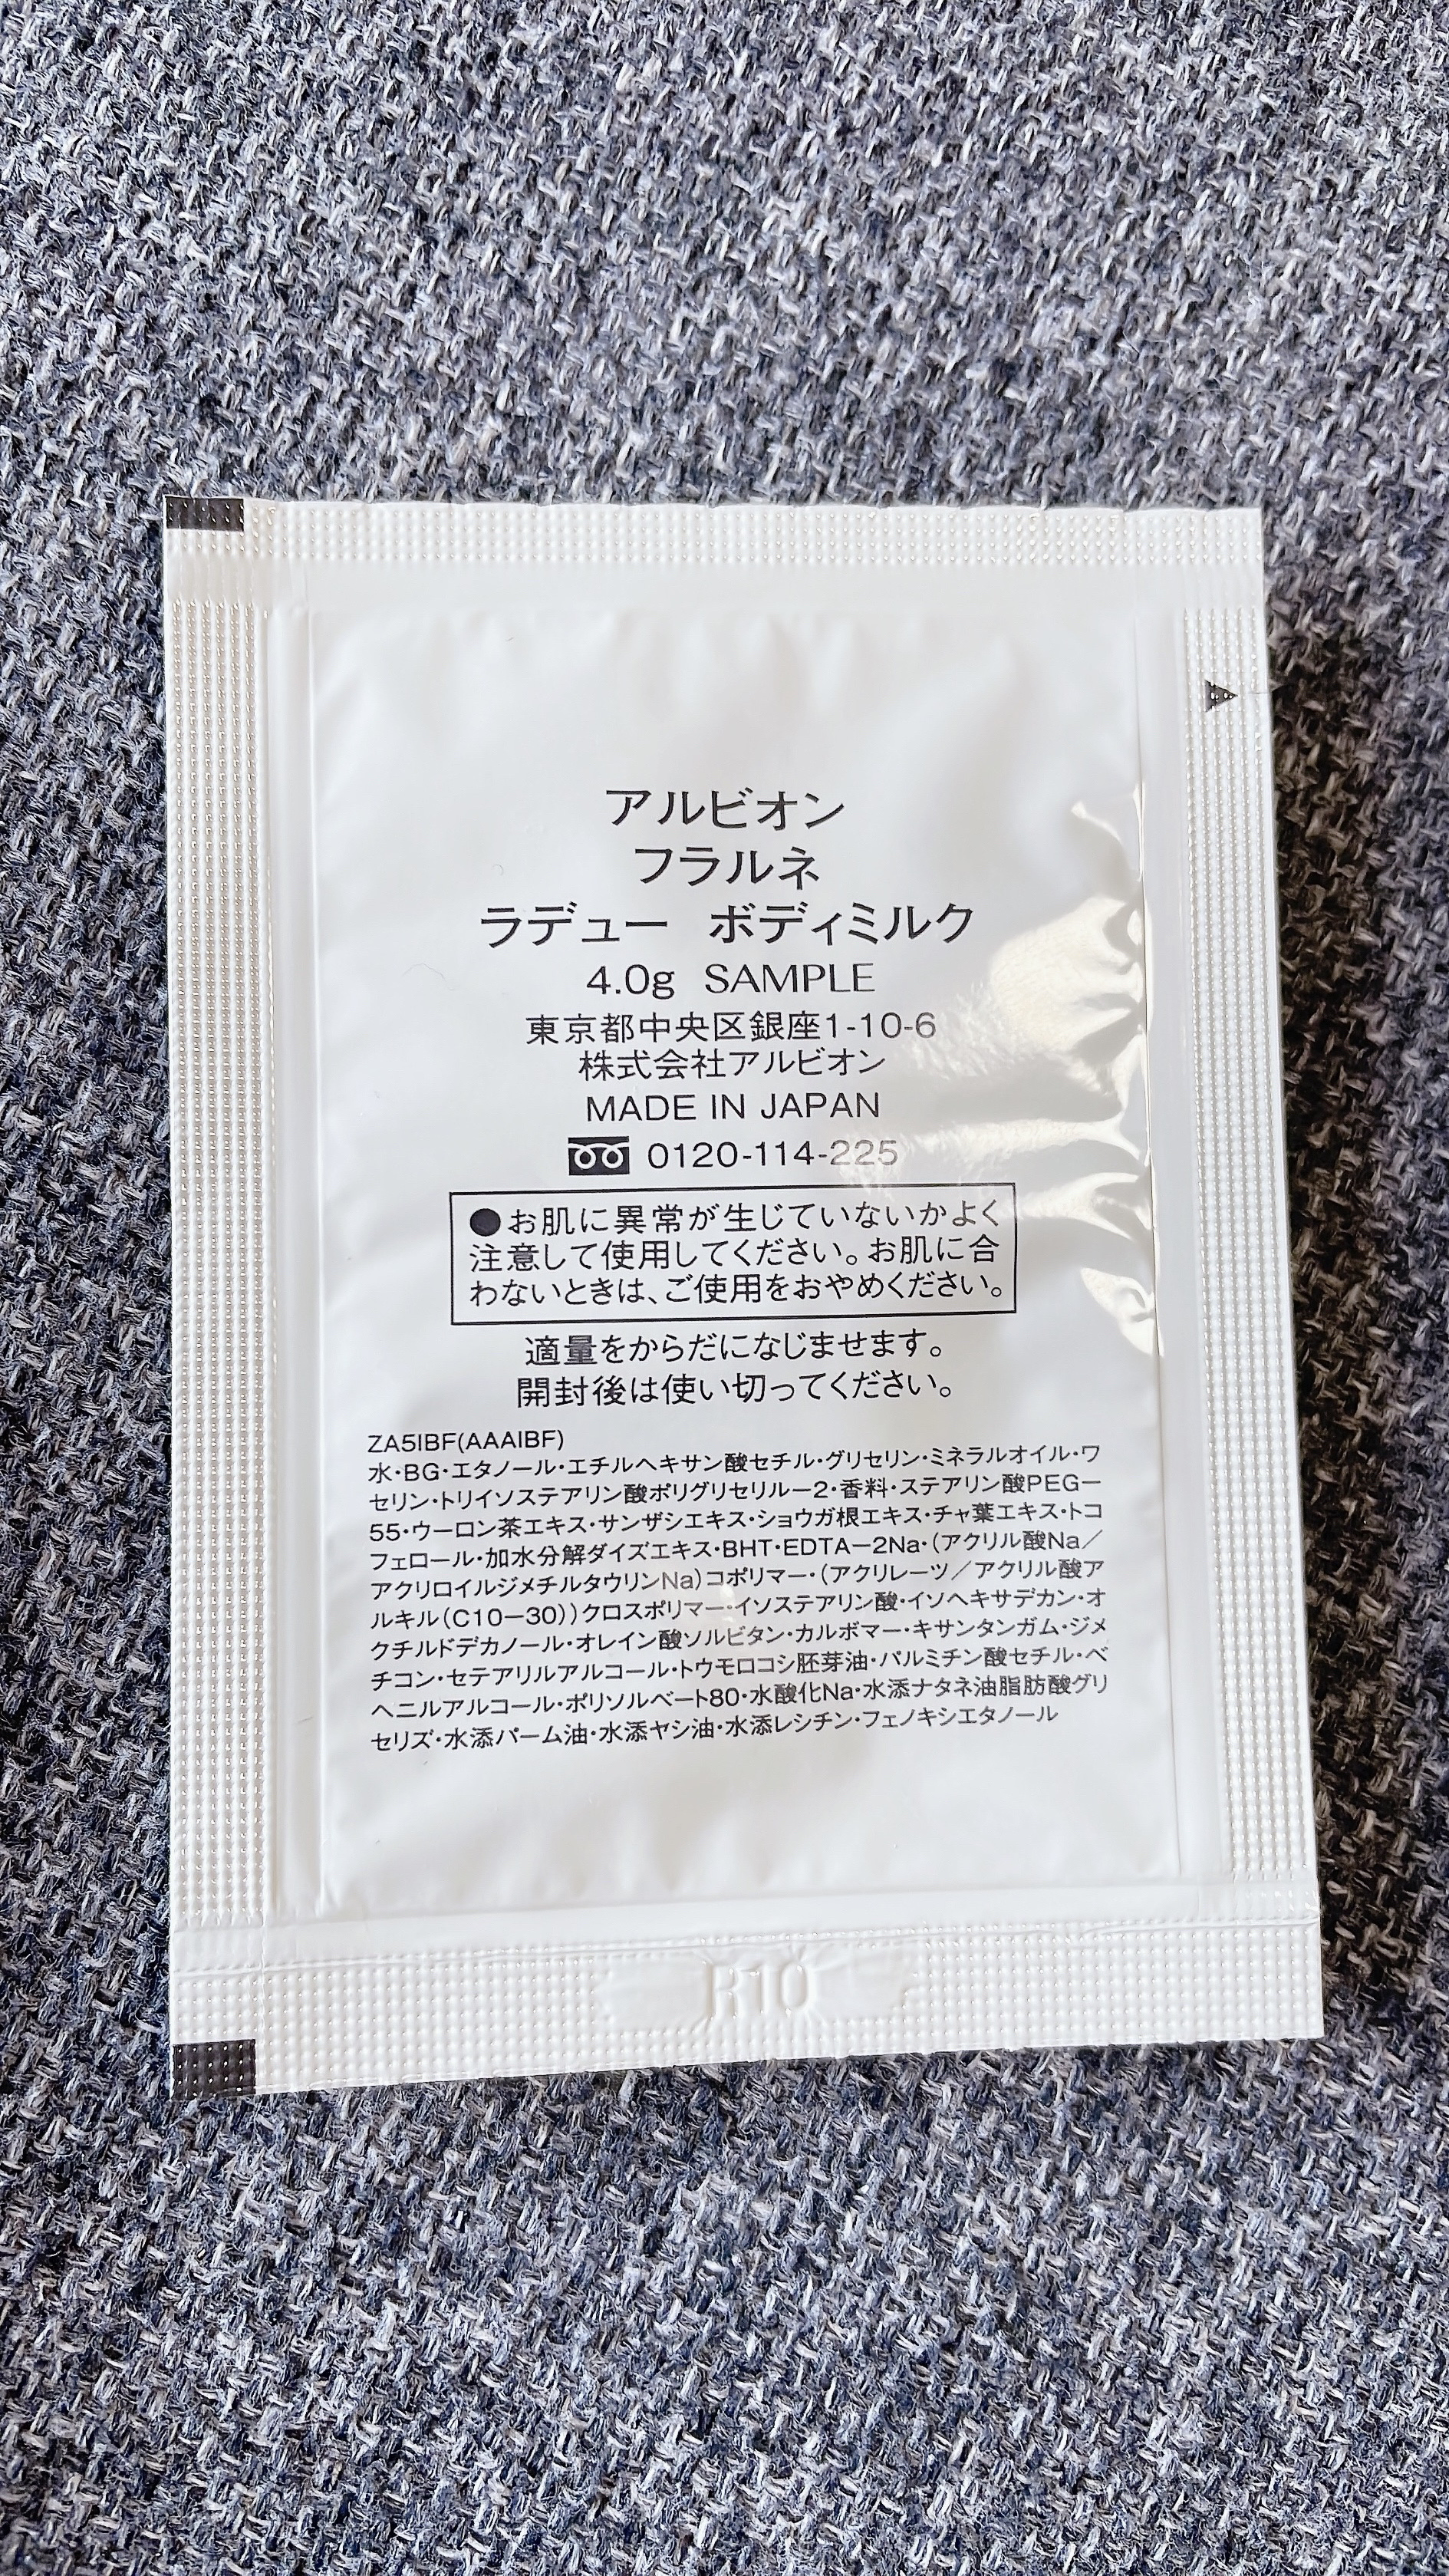 アルビオン
フラルネ
ラデュー ボディミルク
4.0g SAMPLE
東京都中央区銀座1-10-6
株式会社アルビオン
MADE IN JAPAN
0120-114-225
●お肌に異常が生じていないかよく
注意して使用してください。お肌に合
わないときは、ご使用をおやめください。
適量をからだになじませます。
開封後は使い切ってください。
ZA5IBF(AAAIBF)
水・BG・エタノール・エチルヘキサン酸セチル・グリセリン・ミネラルオイル・ワ
セリン・トリイソステアリン酸ポリグリセリル－2・香料・ステアリン酸PEG－
55・ウーロン茶エキス・サンザシエキス・ショウガ根エキス・チャ葉エキス・トコ
フェロール・加水分解ダイズエキス・BHT・EDTA－2Na・(アクリル酸Na／
アクリロイルジメチルタウリンNa)コポリマー・(アクリレーツ／アクリル酸ア
ルキル(C10－30))クロスポリマー・イソステアリン酸・イソヘキサデカン・オ
クチルドデカノール・オレイン酸ソルビタン・カルボマー・キサンタンガム・ジメ
チコン・セテアリルアルコール・トウモロコシ胚芽油・パルミチン酸セチル・ベ
ヘニルアルコール・ポリソルベート80・水酸化Na・水添ナタネ油脂肪酸グリ
セリズ・水添パーム油・水添ヤシ油・水添レシチン・フェノキシエタノール
R10